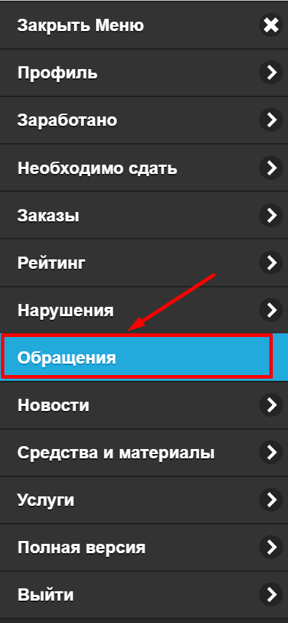 Закрыть Меню
Профиль
Заработано
Необходимо сдать
Заказы
Рейтинг
Нарушения
Обращения
Новости
Средства и материалы
Услуги
Полная версия
Выйти